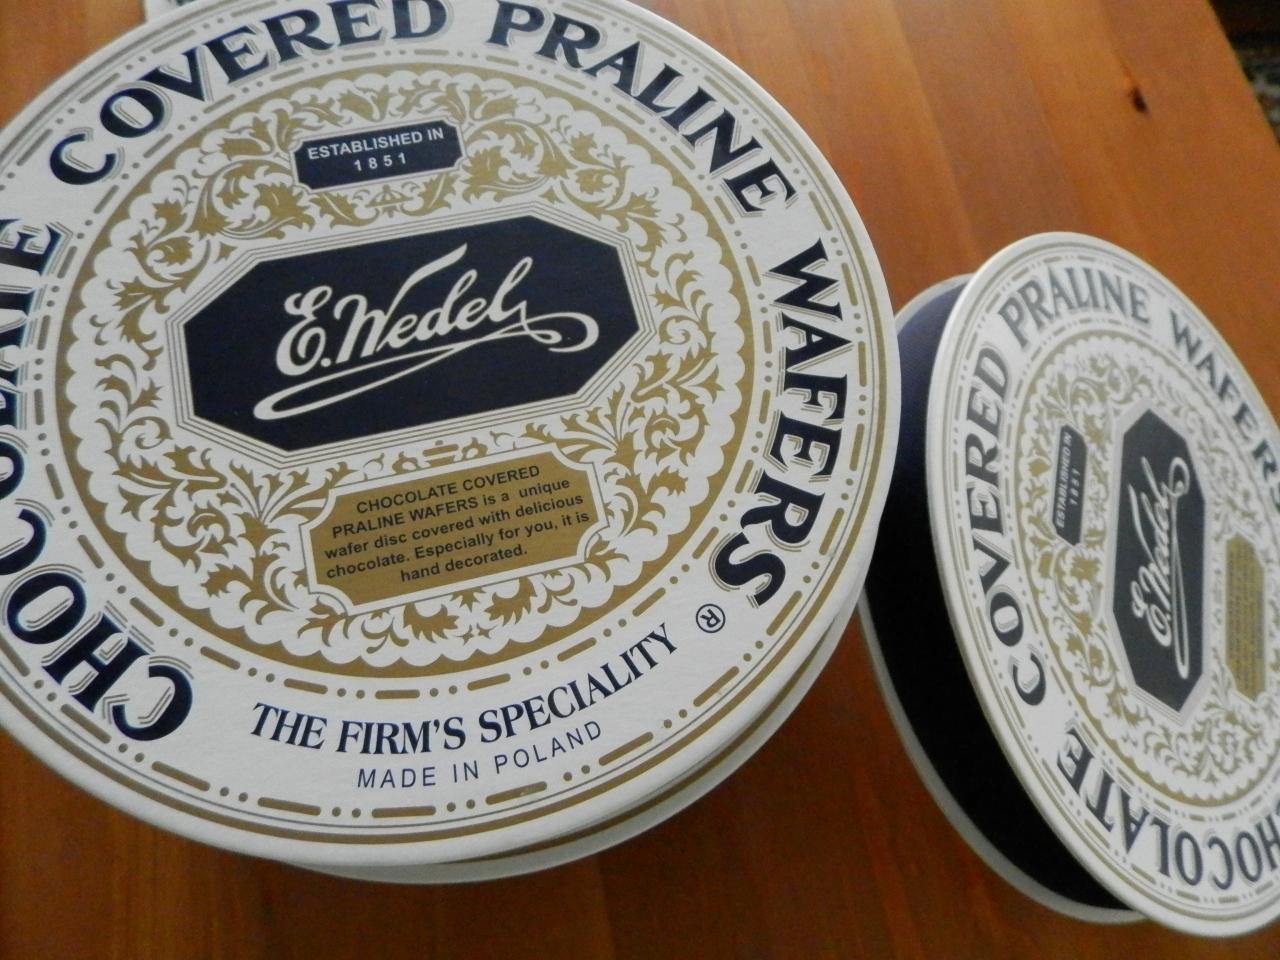 CHOCOLATE COVERED PRALINE WAFERS
ESTABLISHED IN
1851
E.Wedel
CHOCOLATE COVERED
PRALINE WAFERS is a unique
wafer disc covered with delicious
chocolate. Especially for you, it is
hand decorated.
®
THE FIRM'S SPECIALITY
MADE IN POLAND
CHOCOLATE COVERED PRALINE WAFERS
ESTABLISHED IN
1851
E.Wedel